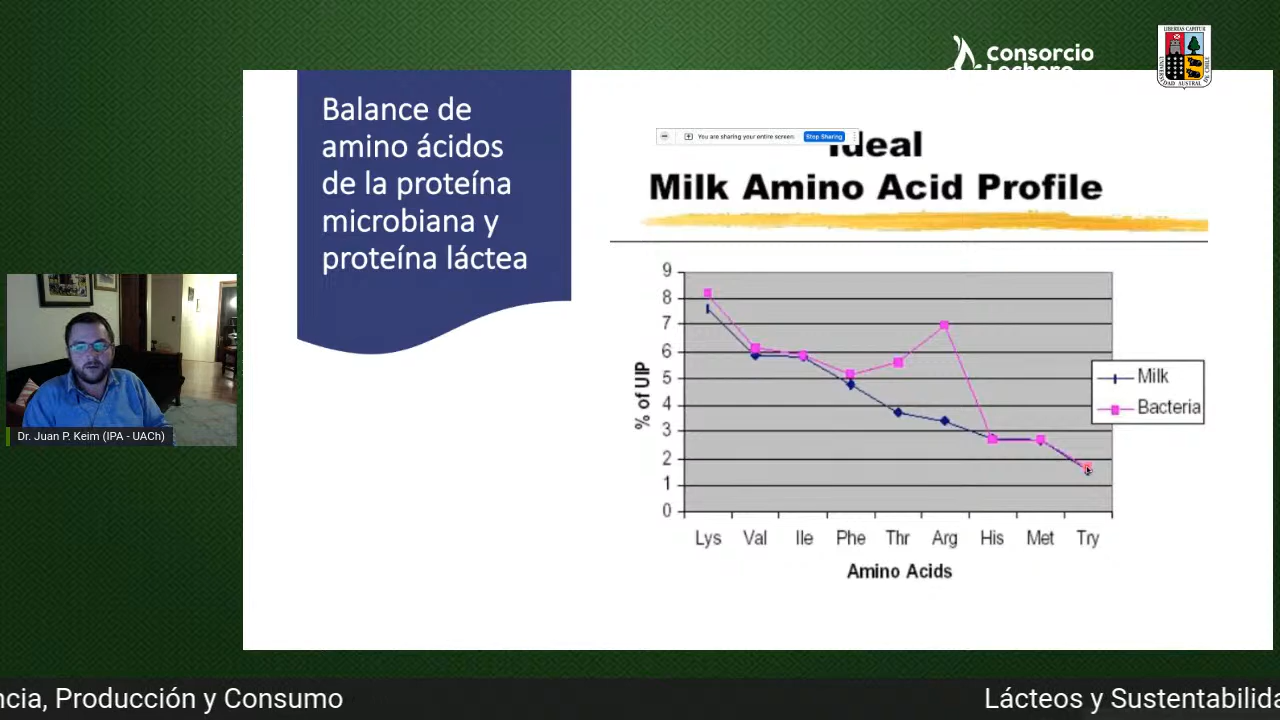 Consorcio
Lechero
LIBERTAS CAPITUR
Balance de
amino ácidos
de la proteína
microbiana y
proteína láctea
You are sharing your entire screen.
Stop Sharing
Ideal
Milk Amino Acid Profile
9
8
7
6
5
4
3
2
1
0
% of UIP
Milk
Bacteria
Lys Val Ile Phe Thr Arg His Met Try
Amino Acids
Dr. Juan P. Keim (IPA - UACh)
ncia, Producción y Consumo
Lácteos y Sustentabilida